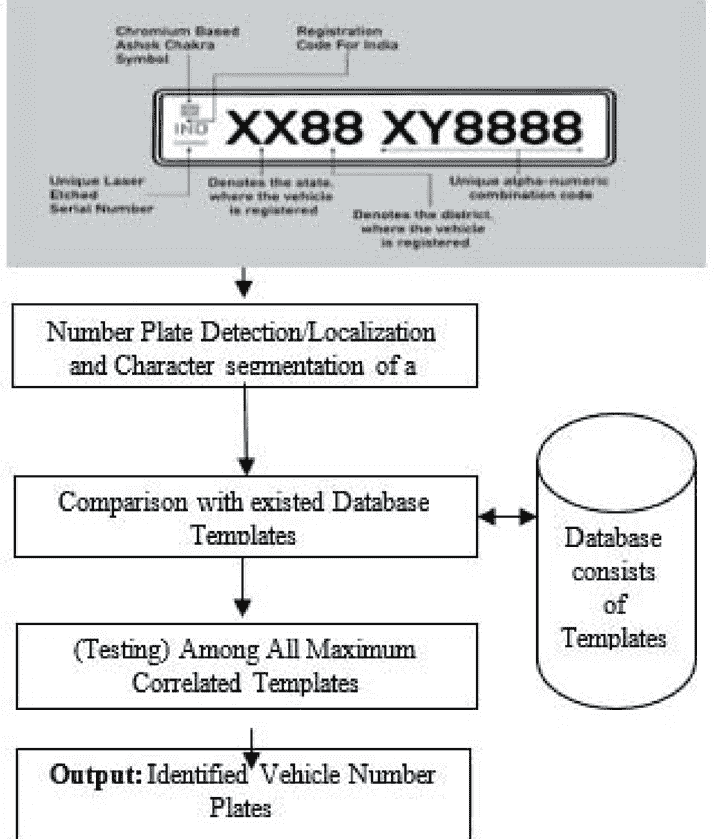 Chromium Based
Ashok Chakra
Symbol
Registration
Code For India
IND
XX88 XY8888
Unique Laser
Etched
Serial Number
Denotes the state,
where the vehicle
is registered
Denotes the district,
where the vehicle
is registered
Unique alpha-numeric
combination code
Number Plate Detection/Localization
and Character segmentation of a
Comparison with existed Database
Templates
Database
consists
of
Templates
(Testing) Among All Maximum
Correlated Templates
Output: Identified Vehicle Number
Plates